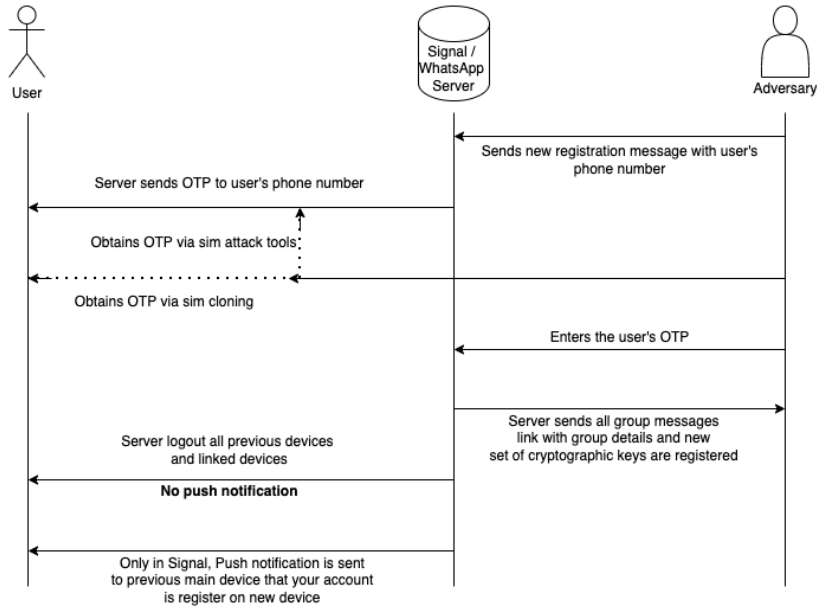 Signal /
WhatsApp
Server
User
Adversary
Sends new registration message with user's
phone number
Server sends OTP to user's phone number
Obtains OTP via sim attack tools
Obtains OTP via sim cloning
Enters the user's OTP
Server sends all group messages
link with group details and new
set of cryptographic keys are registered
Server logout all previous devices
and linked devices
No push notification
Only in Signal, Push notification is sent
to previous main device that your account
is register on new device